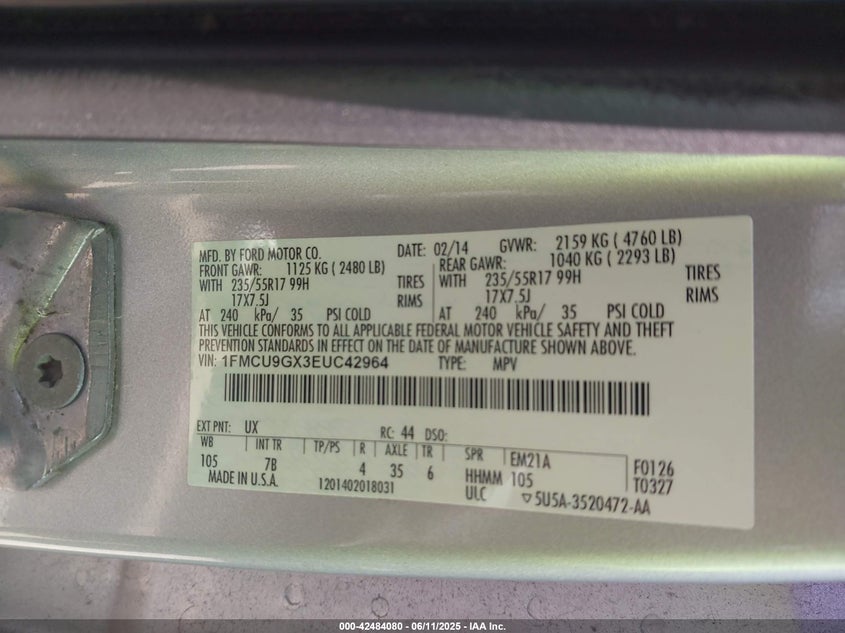 MFD. BY FORD MOTOR CO. DATE: 02/14 GVWR: 2159 KG ( 4760 LB)
FRONT GAWR: 1125 KG ( 2480 LB) REAR GAWR: 1040 KG ( 2293 LB)
WITH 235/55R17 99H TIRES WITH 235/55R17 99H TIRES
17X7.5J RIMS 17X7.5J RIMS
AT 240 kPa/ 35 PSI COLD AT 240 kPa/ 35 PSI COLD
THIS VEHICLE CONFORMS TO ALL APPLICABLE FEDERAL MOTOR VEHICLE SAFETY AND THEFT
PREVENTION STANDARDS IN EFFECT ON THE DATE OF MANUFACTURE SHOWN ABOVE.
VIN: 1FMCU9GX3EUC42964 TYPE: MPV
EXT PNT: UX RC: 44 DSO:
WB INT TR TP/PS R AXLE TR SPR EM21A F0126
105 7B 4 35 6 HHMM 105 T0327
MADE IN U.S.A. 1201402018031 ULC ▽5U5A-3520472-AA
000-42484080 - 06/11/2025 - IAA Inc.